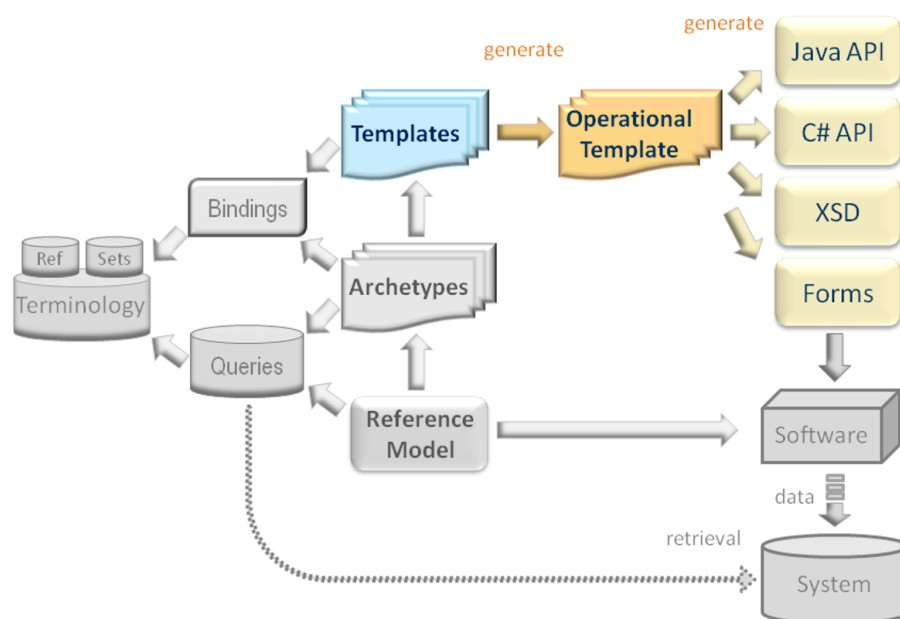 generate
generate
Java API
Templates
Operational
Template
C# API
Bindings
XSD
Ref
Sets
Terminology
Archetypes
Forms
Queries
Reference
Model
Software
data
retrieval
System